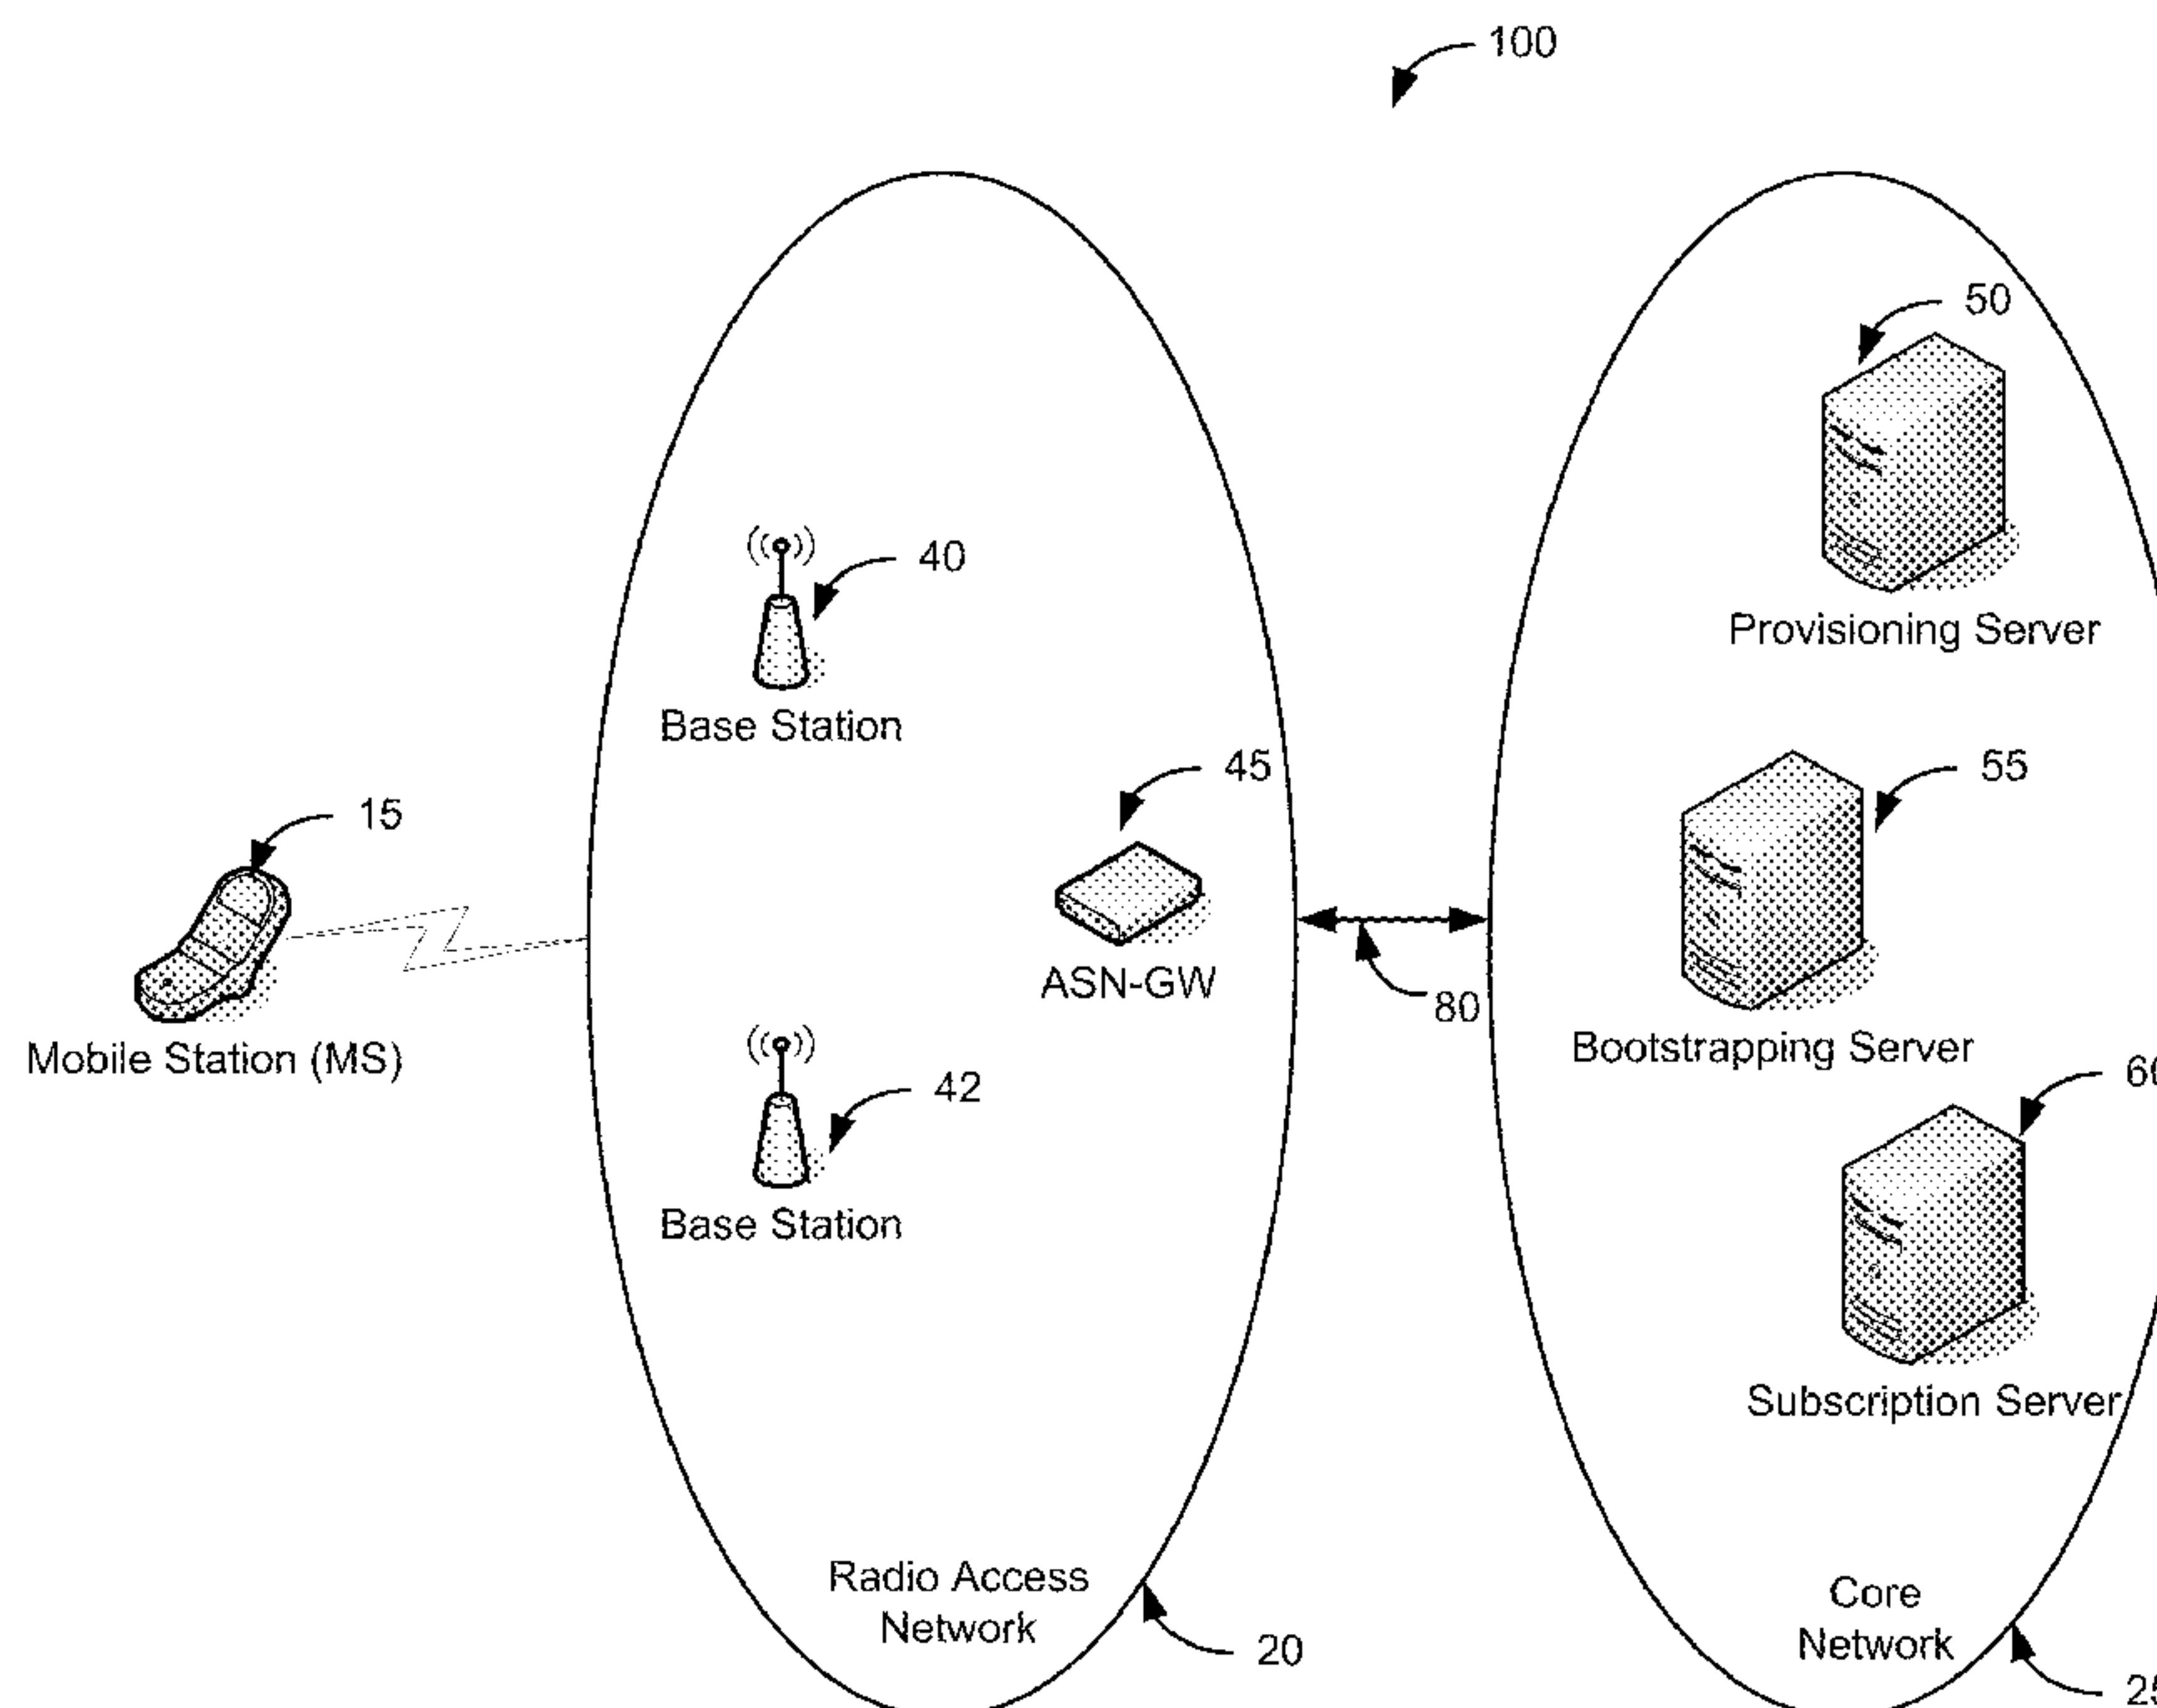 100
50
Provisioning Server
40
Base Station
45
55
15
ASN-GW
80
Mobile Station (MS)
Bootstrapping Server
42
Base Station
Subscription Server
Radio Access
Network
20
Core
Network